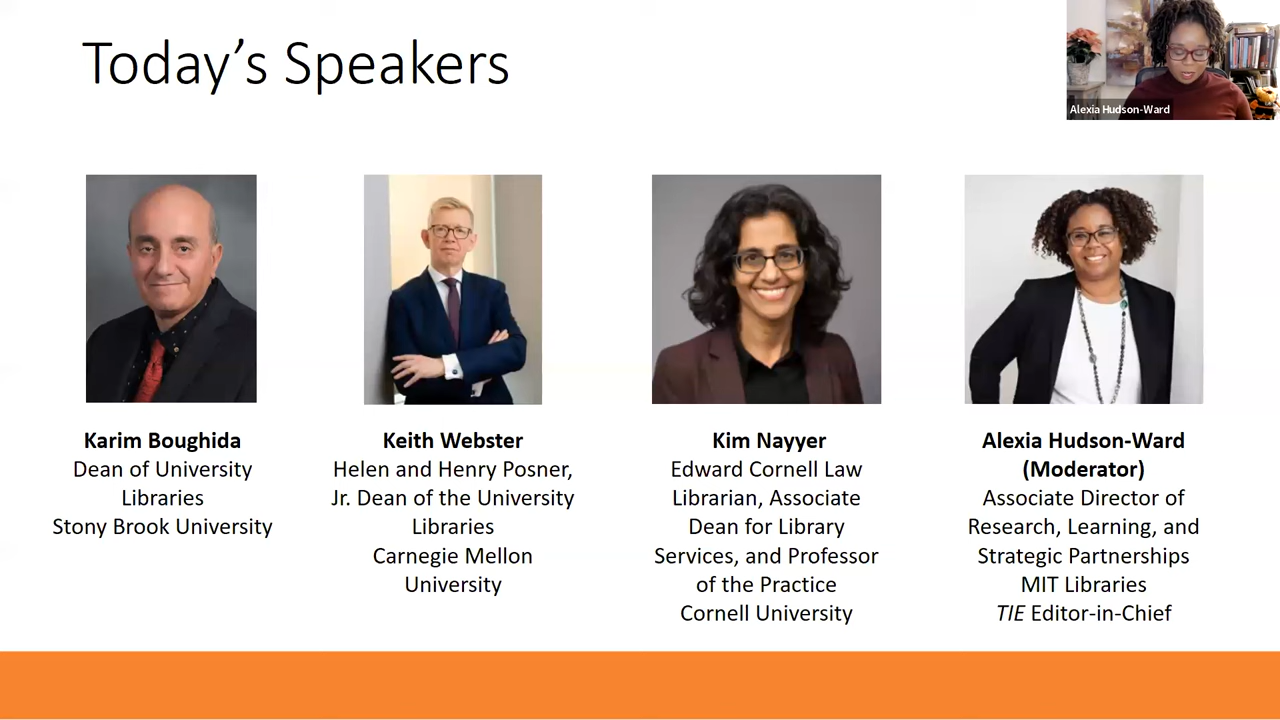 Today's Speakers
Alexia Hudson-Ward
Karim Boughida
Dean of University
Libraries
Stony Brook University
Keith Webster
Helen and Henry Posner,
Jr. Dean of the University
Libraries
Carnegie Mellon
University
Kim Nayyer
Edward Cornell Law
Librarian, Associate
Dean for Library
Services, and Professor
of the Practice
Cornell University
Alexia Hudson-Ward
(Moderator)
Associate Director of
Research, Learning, and
Strategic Partnerships
MIT Libraries
TIE Editor-in-Chief